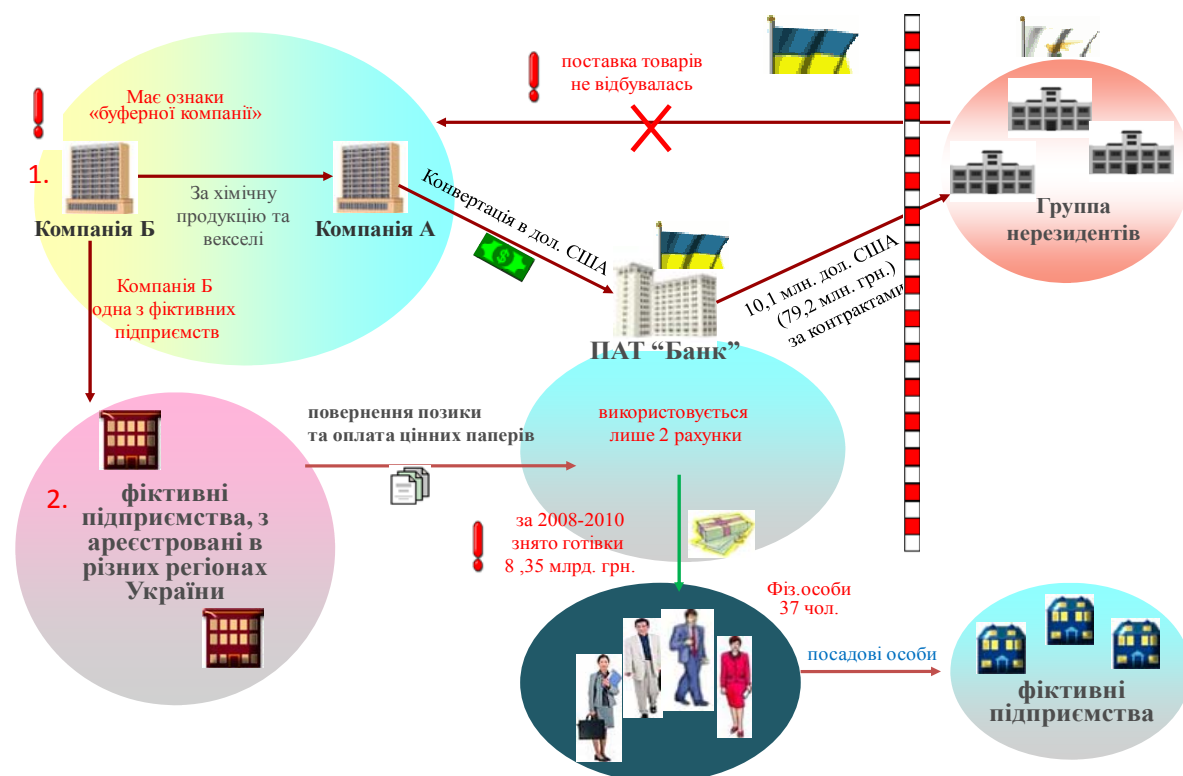 поставка товарів
не відбувалась
Має ознаки
«буферної компанії»
1.
За хімічну
продукцію та
векселі
Компанія Б
Компанія А
Конвертація в дол. США
Группа
нерезидентів
10,1 млн. дол. США
(79,2 млн. грн.)
за контрактами
Компанія Б
одна з фіктивних
підприємств
ПАТ “Банк”
повернення позики
та оплата цінних паперів
використовується
лише 2 рахунки
2.
фіктивні
підприємства, з
ареєстровані в
різних регіонах
України
за 2008-2010
знято готівки
8 ,35 млрд. грн.
Фіз.особи
37 чол.
посадові особи
фіктивні
підприємства